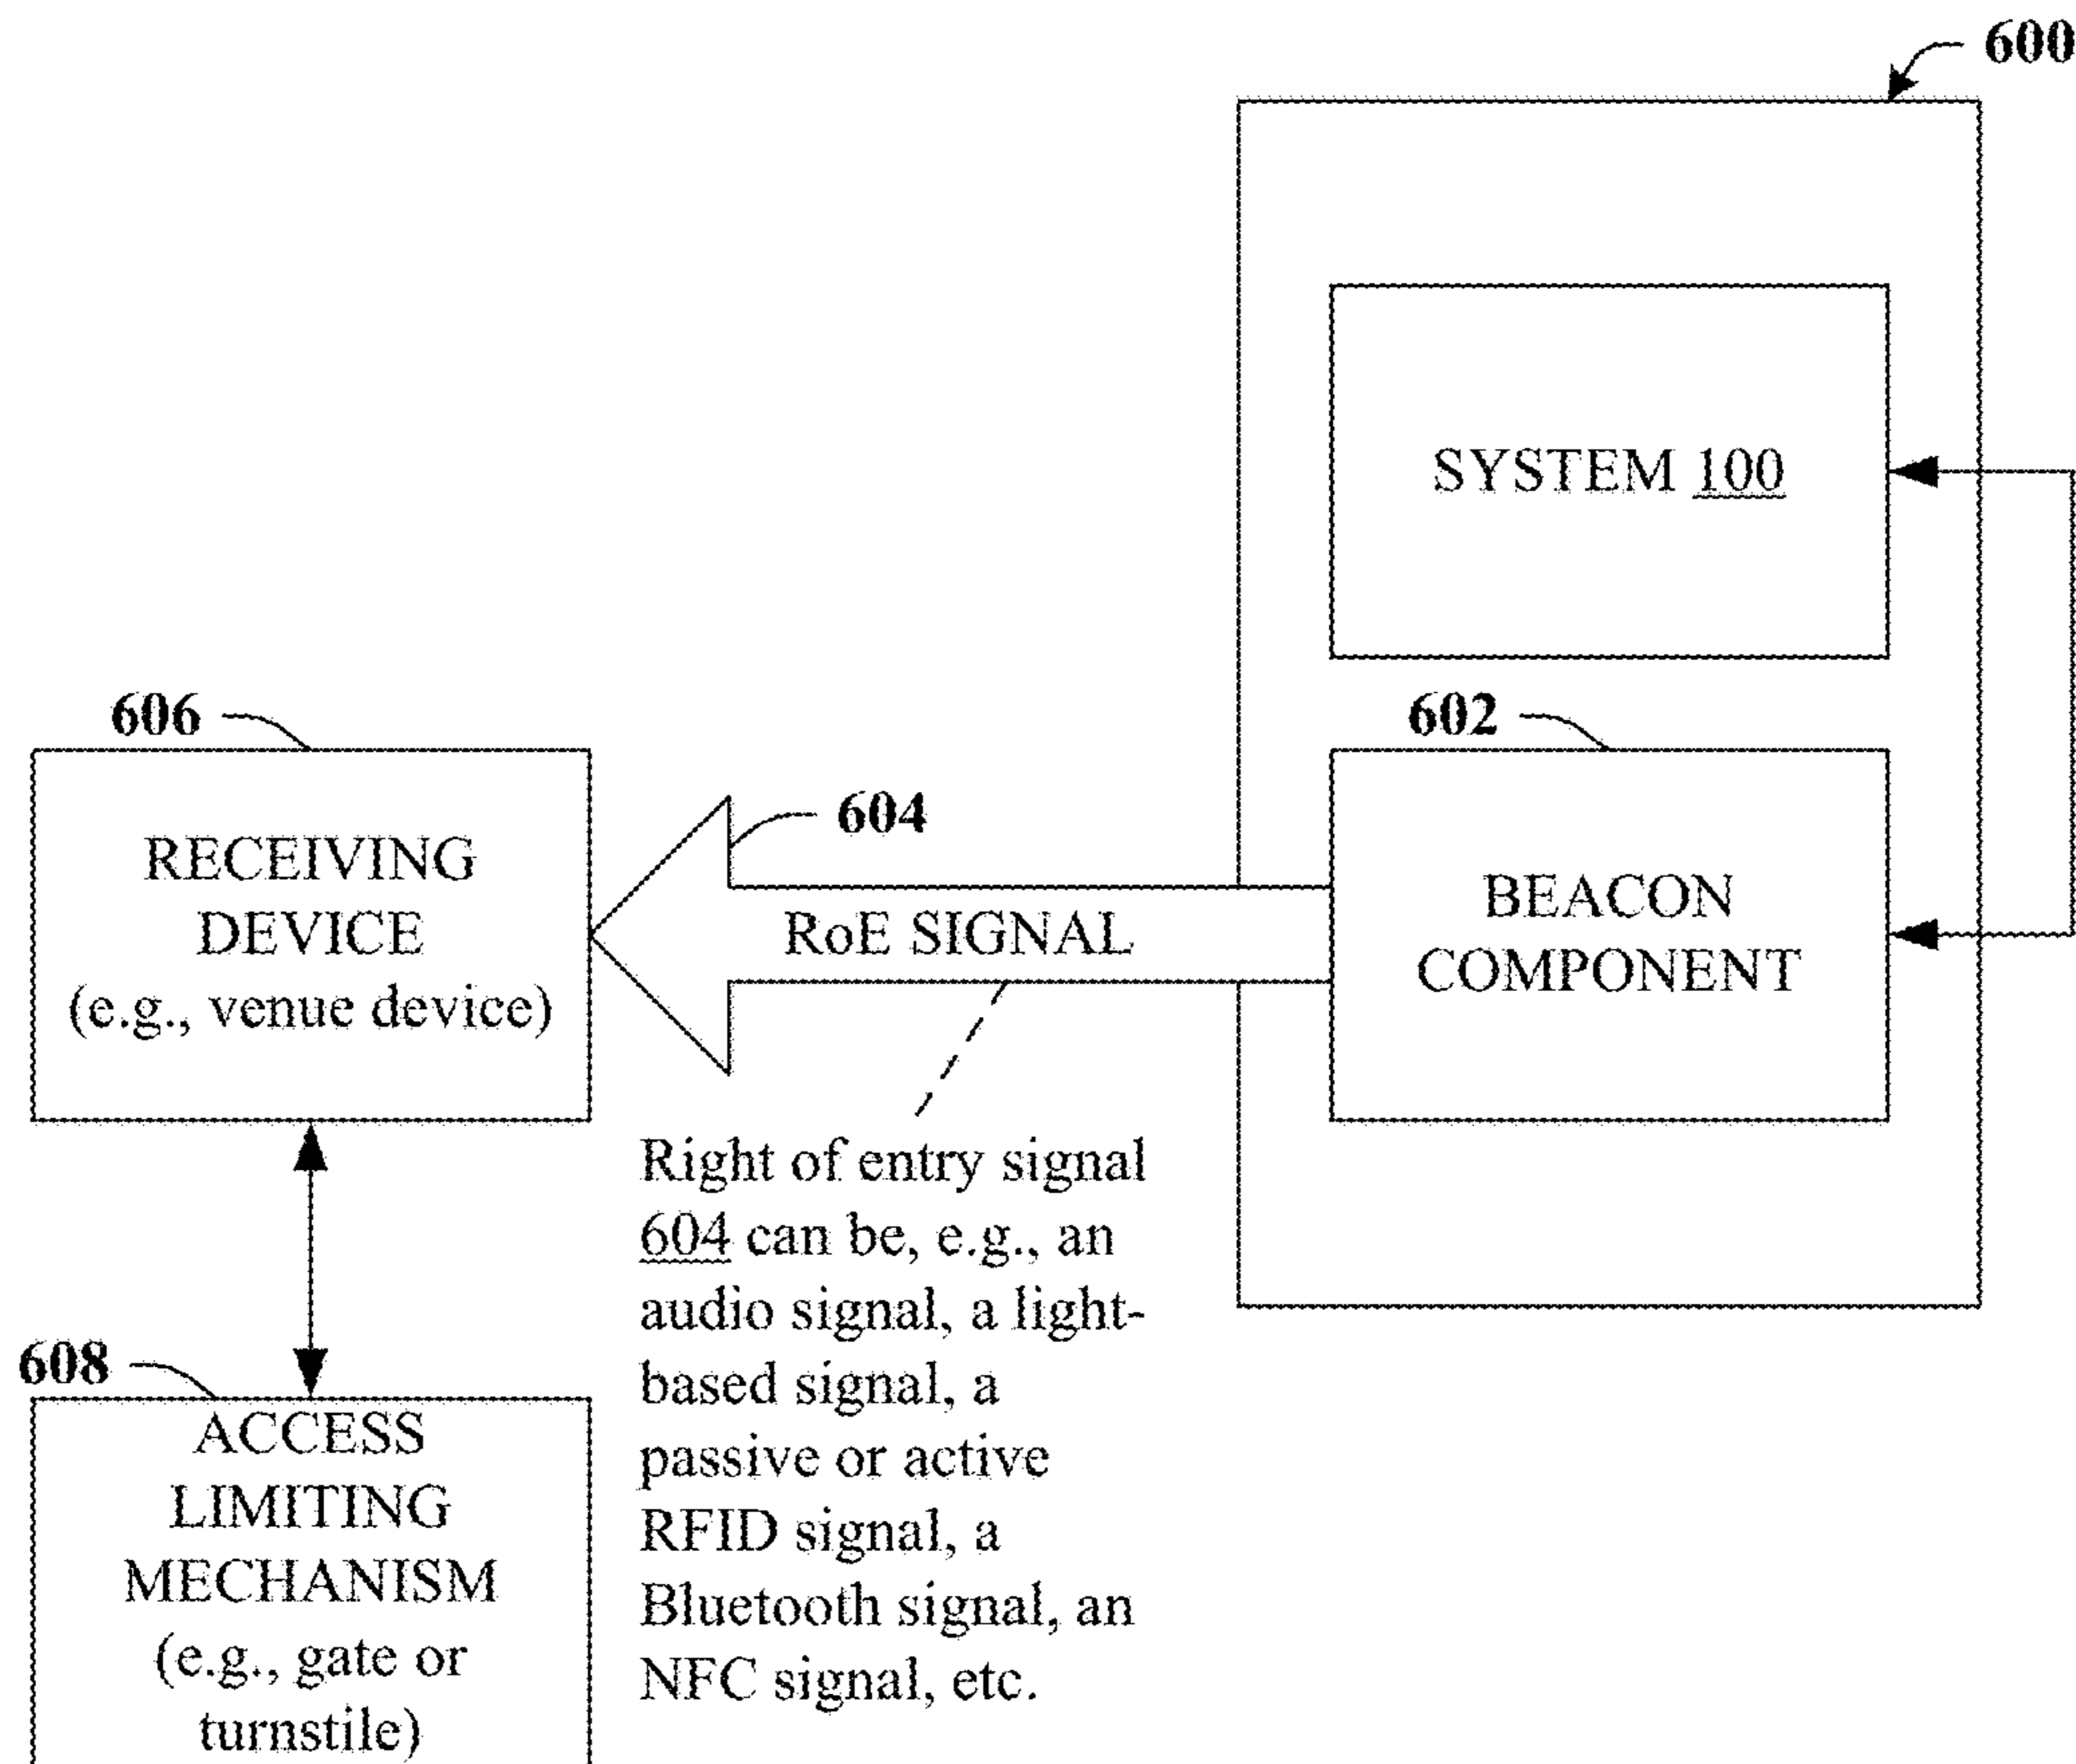 600
SYSTEM 100
606
602
604
RECEIVING
DEVICE
(e.g., venue device)
RoE SIGNAL
BEACON
COMPONENT
Right of entry signal
604 can be, e.g., an
audio signal, a light-
based signal, a
passive or active
RFID signal, a
Bluetooth signal, an
NFC signal, etc.
608
ACCESS
LIMITING
MECHANISM
(e.g., gate or
turnstile)